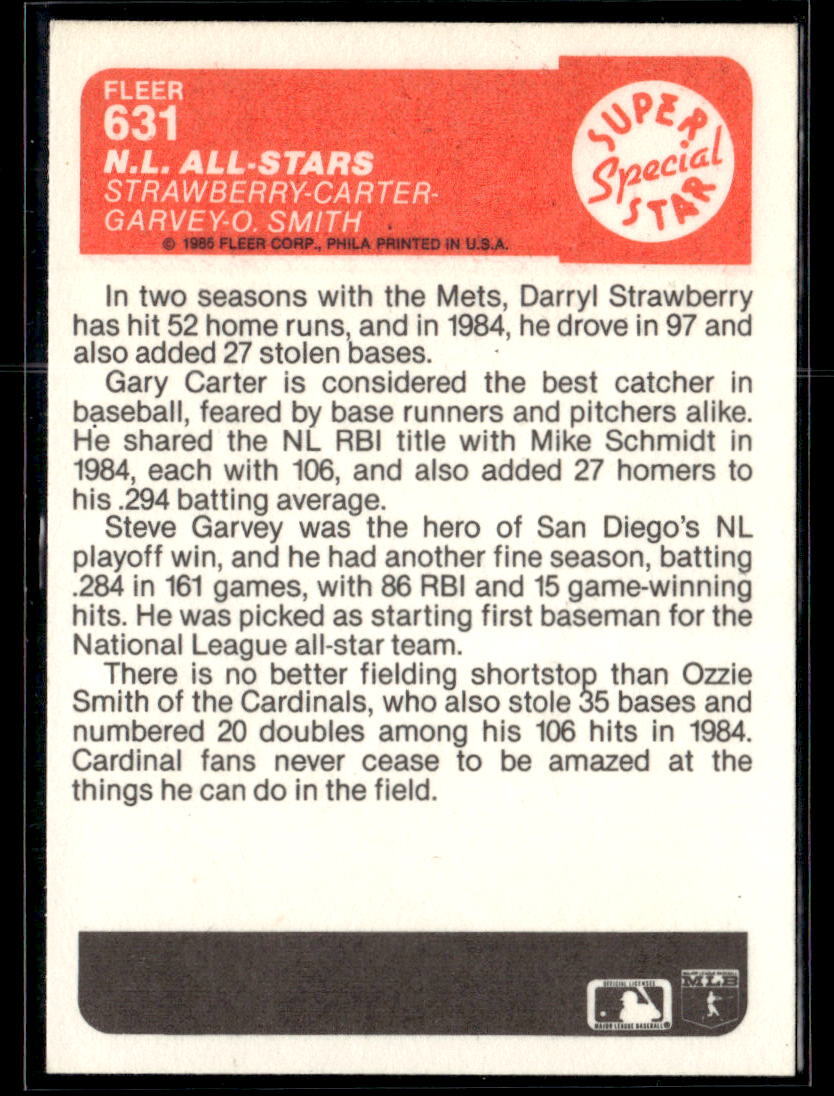 FLEER
631
N.L. ALL-STARS
STRAWBERRY-CARTER-
GARVEY-O. SMITH
© 1985 FLEER CORP., PHILA PRINTED IN U.S.A.
SUPER
Special
STAR
In two seasons with the Mets, Darryl Strawberry
has hit 52 home runs, and in 1984, he drove in 97 and
also added 27 stolen bases.
Gary Carter is considered the best catcher in
baseball, feared by base runners and pitchers alike.
He shared the NL RBI title with Mike Schmidt in
1984, each with 106, and also added 27 homers to
his .294 batting average.
Steve Garvey was the hero of San Diego's NL
playoff win, and he had another fine season, batting
.284 in 161 games, with 86 RBI and 15 game-winning
hits. He was picked as starting first baseman for the
National League all-star team.
There is no better fielding shortstop than Ozzie
Smith of the Cardinals, who also stole 35 bases and
numbered 20 doubles among his 106 hits in 1984.
Cardinal fans never cease to be amazed at the
things he can do in the field.
OFFICIAL LICENSEE
MAJOR LEAGUE BASEBALL®
MAJOR LEAGUE BASEBALL
MLB